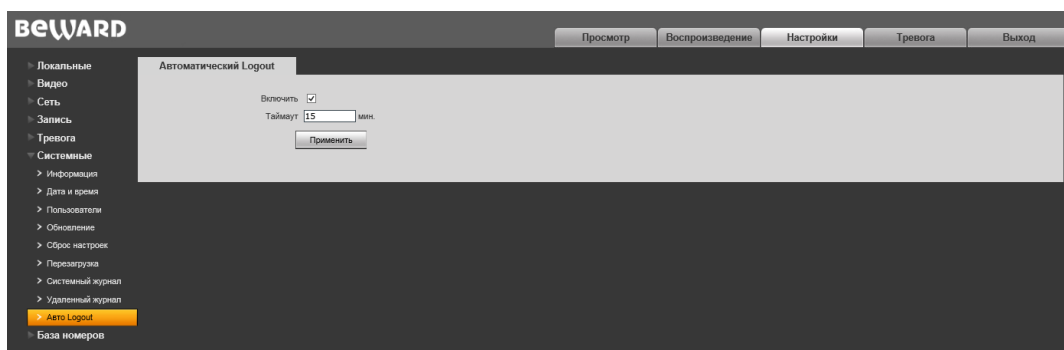 BEWARD
Просмотр
Воспроизведение
Настройки
Тревога
Выход
Локальные
Видео
Сеть
Запись
Тревога
Системные
Информация
Дата и время
Пользователи
Обновление
Сброс настроек
Перезагрузка
Системный журнал
Удаленный журнал
Авто Logout
База номеров
Автоматический Logout
Включить
Таймаут 15 мин.
Применить